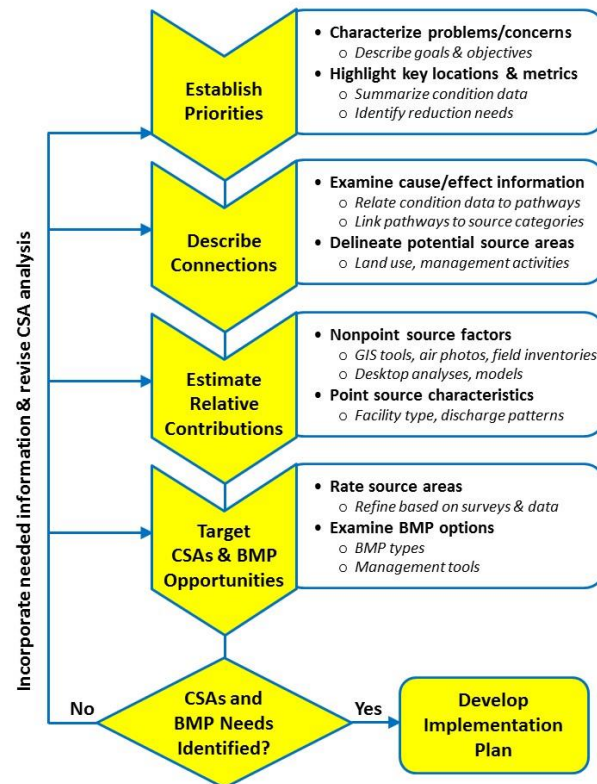 Establish
Priorities
• Characterize problems/concerns
o Describe goals & objectives
• Highlight key locations & metrics
o Summarize condition data
o Identify reduction needs
Describe
Connections
• Examine cause/effect information
o Relate condition data to pathways
o Link pathways to source categories
• Delineate potential source areas
o Land use, management activities
Estimate
Relative
Contributions
• Nonpoint source factors
o GIS tools, air photos, field inventories
o Desktop analyses, models
• Point source characteristics
o Facility type, discharge patterns
Target
CSAs & BMP
Opportunities
• Rate source areas
o Refine based on surveys & data
• Examine BMP options
o BMP types
o Management tools
Incorporate needed information & revise CSA analysis
No
CSAs and
BMP Needs
Identified?
Yes
Develop
Implementation
Plan